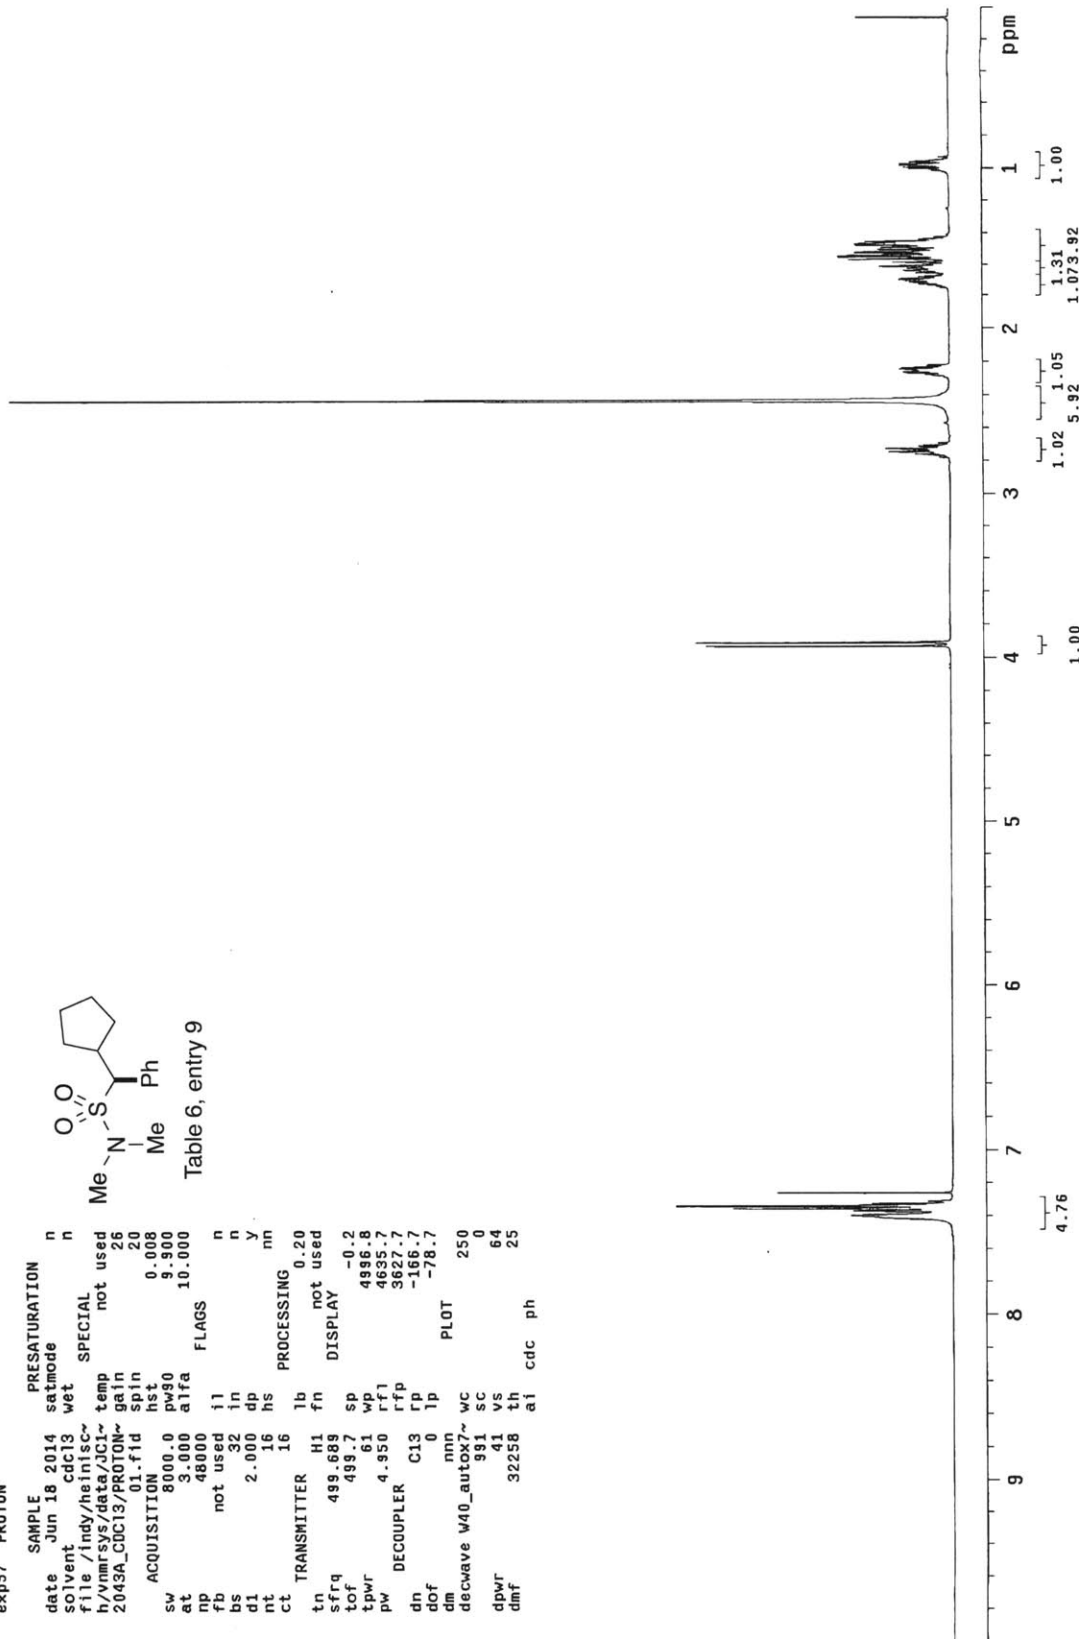 exp57 PROTON
SAMPLE PRESATURATION
date Jun 18 2014 satmode n
solvent cdcl3 wet n
file /indy/heinisc~ SPECIAL
h/vnmrsys/data/JC1~ temp not used
2043A_CDCl3/PROTON~ gain 26
01.fid spin 20
ACQUISITION hst 0.008
sw 8000.0 pw90 9.900
at 3.000 alfa 10.000
np 48000 FLAGS
fb not used il n
bs 32 in n
d1 2.000 dp y
nt 16 hs nn
ct 16 PROCESSING
TRANSMITTER lb 0.20
tn H1 fn not used
sfrq 499.689 DISPLAY
tof 499.7 sp -0.2
tpwr 61 wp 4996.8
pw 4.950 rfl 4635.7
DECOUPLER rfp 3627.7
dn C13 rp -166.7
dof 0 lp -78.7
dm nnn PLOT
decwave W40_autox7~ wc 250
991 sc 0
dpwr 41 vs 64
dmf 32258 th 25
ai cdc ph
O O
Me S
N
Me Ph
Table 6, entry 9
9 8 7 6 5 4 3 2 1 ppm
4.76 1.00 1.02 1.05 1.31 1.00
5.92 1.07 3.92